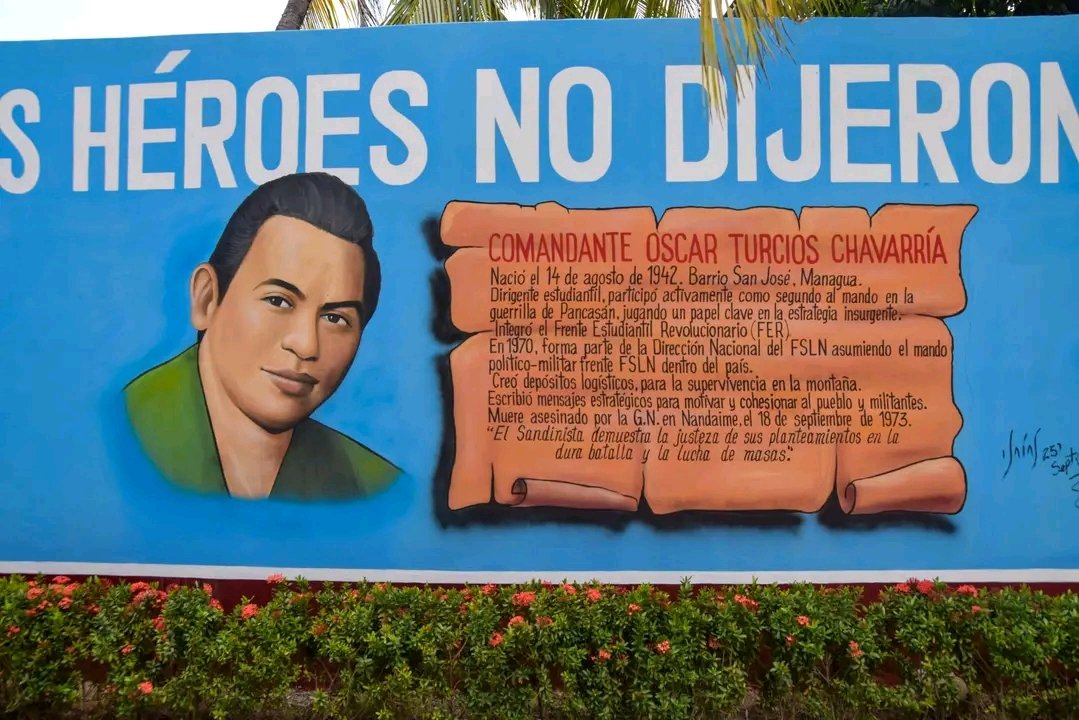 S HÉROES NO DIJERON
COMANDANTE OSCAR TURCIOS CHAVARRÍA
Nació el 14 de agosto de 1942. Barrio San José, Managua.
Dirigente estudiantil, participó activamente como segundo al mando en la
guerrilla de Pancasán, jugando un papel clave en la estrategia insurgente.
Integró el Frente Estudiantil Revolucionario (FER)
En 1970, forma parte de la Dirección Nacional del FSLN asumiendo el mando
político-militar frente FSLN dentro del país.
Creó depósitos logísticos, para la supervivencia en la montaña.
Escribió mensajes estratégicos para motivar y cohesionar al pueblo y militantes.
Muere asesinado por la G.N. en Nandaime, el 18 de septiembre de 1973.
"El Sandinista demuestra la justeza de sus planteamientos en la
dura batalla y la lucha de masas."